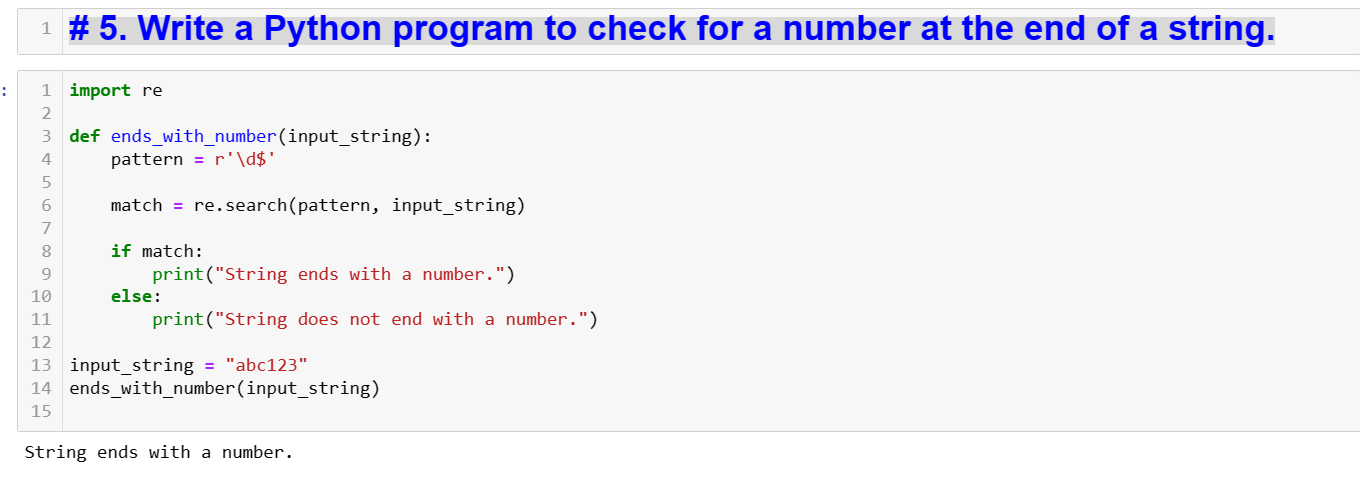 1 # 5. Write a Python program to check for a number at the end of a string.
: 1 import re
2
3 def ends_with_number(input_string):
4     pattern = r'\d$'
5
6     match = re.search(pattern, input_string)
7
8     if match:
9         print("String ends with a number.")
10     else:
11         print("String does not end with a number.")
12
13 input_string = "abc123"
14 ends_with_number(input_string)
15
String ends with a number.